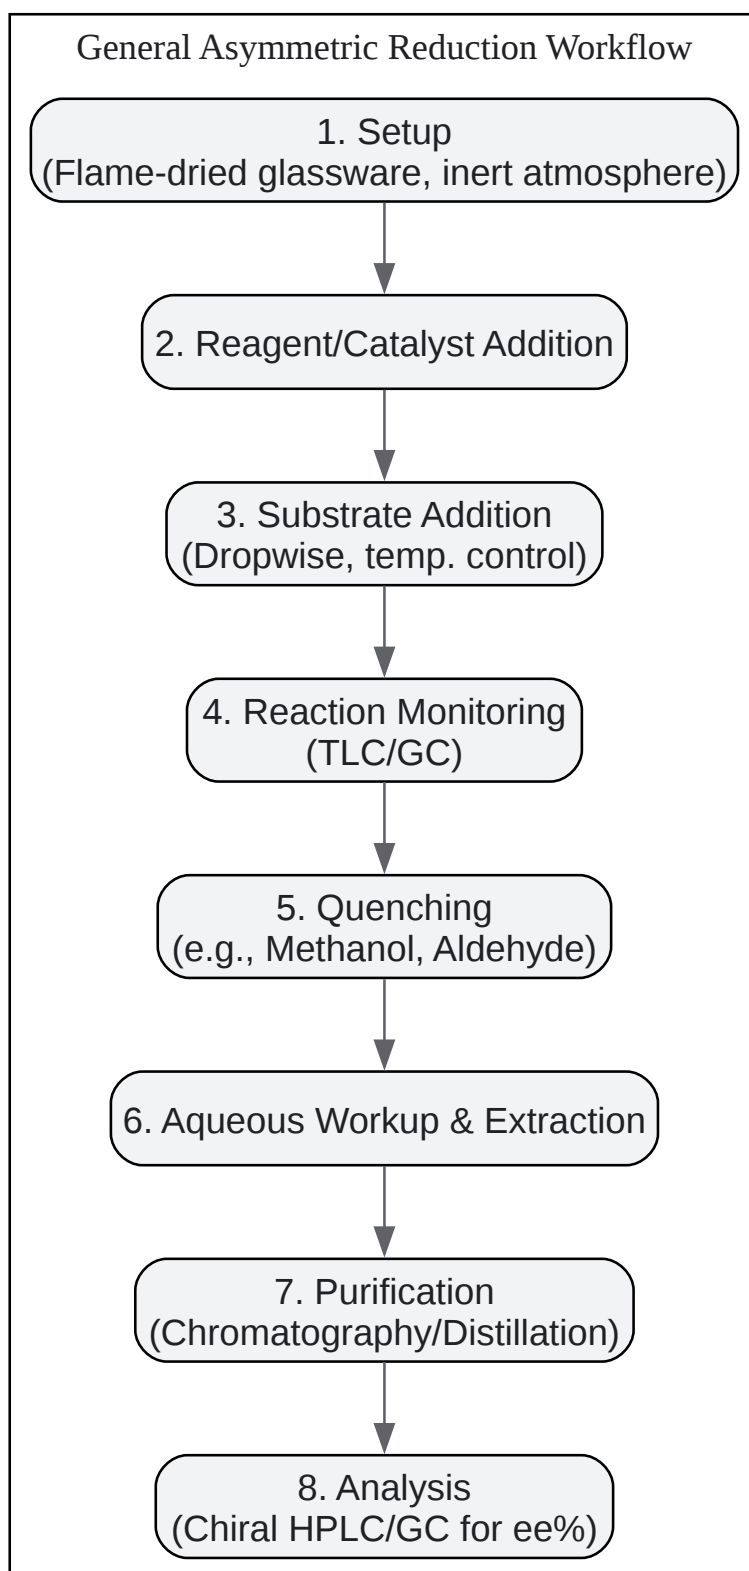 General Asymmetric Reduction Workflow
1. Setup
(Flame-dried glassware, inert atmosphere)
2. Reagent/Catalyst Addition
3. Substrate Addition
(Dropwise, temp. control)
4. Reaction Monitoring
(TLC/GC)
5. Quenching
(e.g., Methanol, Aldehyde)
6. Aqueous Workup & Extraction
7. Purification
(Chromatography/Distillation)
8. Analysis
(Chiral HPLC/GC for ee%)